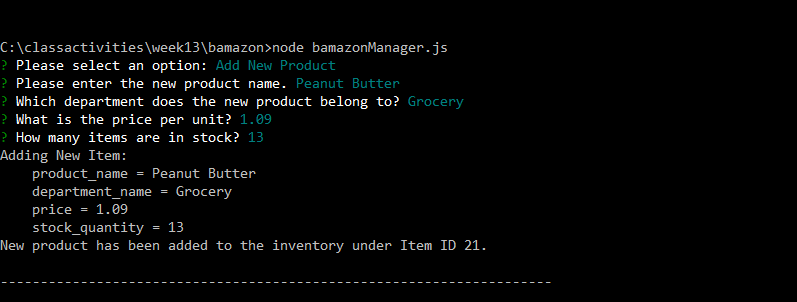 C:\classactivities\week13\bamazon>node bamazonManager.js
? Please select an option: Add New Product
? Please enter the new product name. Peanut Butter
? Which department does the new product belong to? Grocery
? What is the price per unit? 1.09
? How many items are in stock? 13
Adding New Item:
    product_name = Peanut Butter
    department_name = Grocery
    price = 1.09
    stock_quantity = 13
New product has been added to the inventory under Item ID 21.
---------------------------------------------------------------------